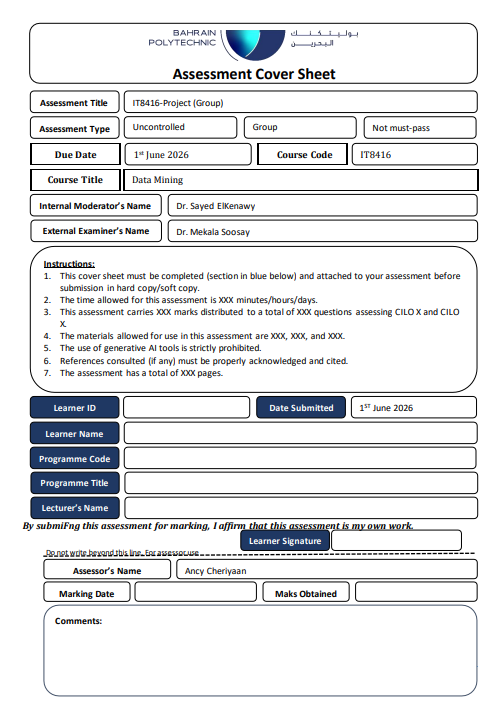 BAHRAIN
POLYTECHNIC
بوليتكنك
البحرين
Assessment Cover Sheet
Assessment Title
IT8416-Project (Group)
Assessment Type
Uncontrolled
Group
Not must-pass
Due Date
1st June 2026
Course Code
IT8416
Course Title
Data Mining
Internal Moderator's Name
Dr. Sayed ElKenawy
External Examiner's Name
Dr. Mekala Soosay
Instructions:
1. This cover sheet must be completed (section in blue below) and attached to your assessment before
submission in hard copy/soft copy.
2. The time allowed for this assessment is XXX minutes/hours/days.
3. This assessment carries XXX marks distributed to a total of XXX questions assessing CILO X and CILO
X.
4. The materials allowed for use in this assessment are XXX, XXX, and XXX.
5. The use of generative AI tools is strictly prohibited.
6. References consulted (if any) must be properly acknowledged and cited.
7. The assessment has a total of XXX pages.
Learner ID
Date Submitted
1ST June 2026
Learner Name
Programme Code
Programme Title
Lecturer's Name
By submiFng this assessment for marking, I affirm that this assessment is my own work.
Learner Signature
Do not write beyond this line. For assessor use
Assessor's Name
Ancy Cheriyaan
Marking Date
Maks Obtained
Comments: